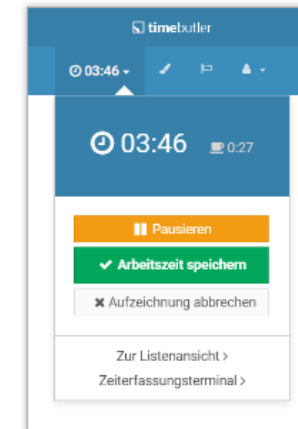 timebutler
03:46
03:46 0:27
Pausieren
Arbeitszeit speichern
Aufzeichnung abbrechen
Zur Listenansicht >
Zeiterfassungsterminal >